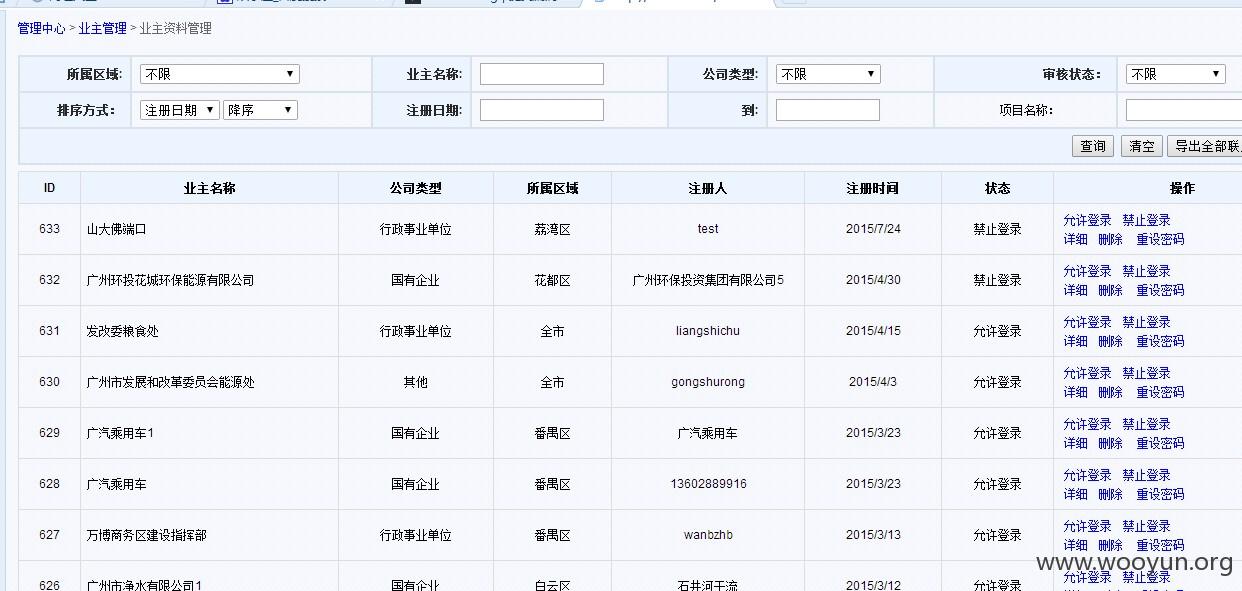 管理中心 > 业主管理 > 业主资料管理
所属区域: 不限 业主名称: 公司类型: 不限 审核状态: 不限
排序方式: 注册日期 降序 注册日期: 到: 项目名称:
查询 清空 导出全部联
ID 业主名称 公司类型 所属区域 注册人 注册时间 状态 操作
633 山大佛端口 行政事业单位 荔湾区 test 2015/7/24 禁止登录 允许登录 禁止登录
详细 删除 重设密码
632 广州环投花城环保能源有限公司 国有企业 花都区 广州环保投资集团有限公司5 2015/4/30 禁止登录 允许登录 禁止登录
详细 删除 重设密码
631 发改委粮食处 行政事业单位 全市 liangshichu 2015/4/15 允许登录 允许登录 禁止登录
详细 删除 重设密码
630 广州市发展和改革委员会能源处 其他 全市 gongshurong 2015/4/3 允许登录 允许登录 禁止登录
详细 删除 重设密码
629 广汽乘用车1 国有企业 番禺区 广汽乘用车 2015/3/23 允许登录 允许登录 禁止登录
详细 删除 重设密码
628 广汽乘用车 国有企业 番禺区 13602889916 2015/3/23 允许登录 允许登录 禁止登录
详细 删除 重设密码
627 万博商务区建设指挥部 行政事业单位 番禺区 wanbzhb 2015/3/13 允许登录 允许登录 禁止登录
详细 删除 重设密码
www.wooyun.org
626 广州市净水有限公司1 国有企业 白云区 石井河干流 2015/3/12 允许登录 允许登录 禁止登录